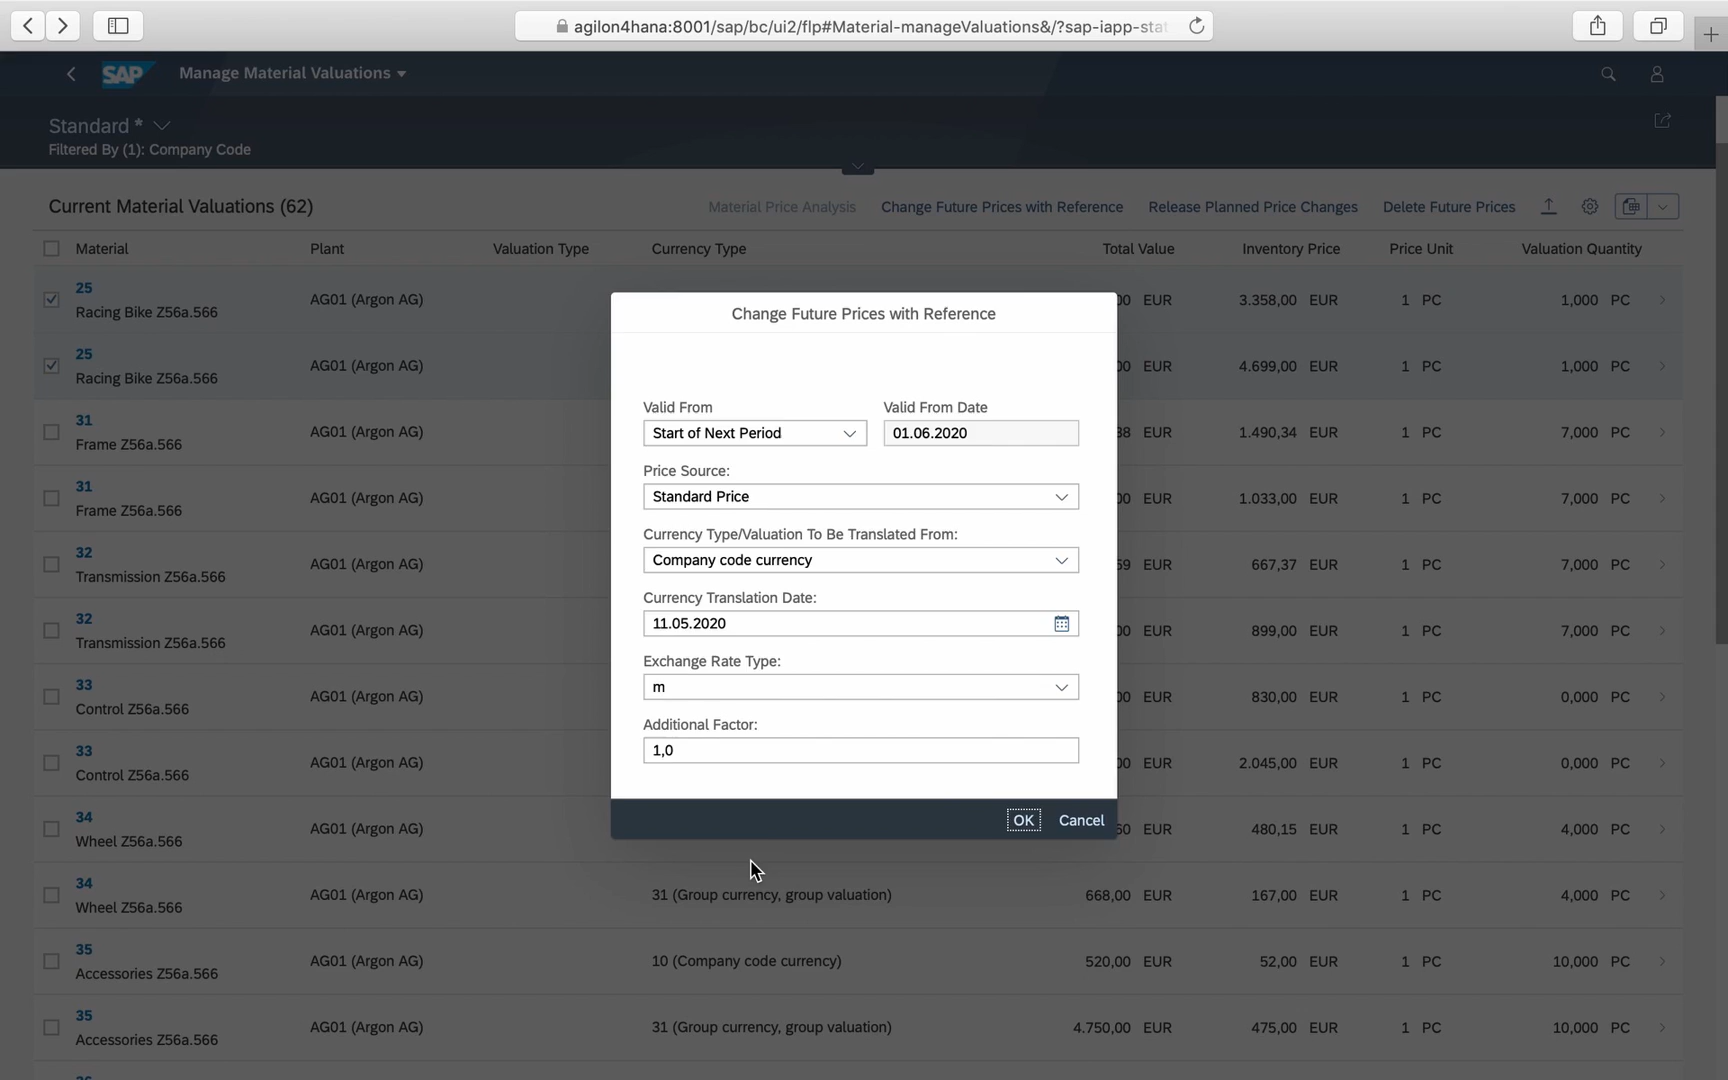 agilon4hana:8001/sap/bc/ui2/flp#Material-manageValuations&/?sap-iapp-stat
SAP Manage Material Valuations
Standard *
Filtered By (1): Company Code
Current Material Valuations (62) Material Price Analysis Change Future Prices with Reference Release Planned Price Changes Delete Future Prices
Material Plant Valuation Type Currency Type Total Value Inventory Price Price Unit Valuation Quantity
25
Racing Bike Z56a.566 AG01 (Argon AG) 00 EUR 3.358,00 EUR 1 PC 1,000 PC
25
Racing Bike Z56a.566 AG01 (Argon AG) 00 EUR 4.699,00 EUR 1 PC 1,000 PC
31
Frame Z56a.566 AG01 (Argon AG) 38 EUR 1.490,34 EUR 1 PC 7,000 PC
31
Frame Z56a.566 AG01 (Argon AG) 00 EUR 1.033,00 EUR 1 PC 7,000 PC
32
Transmission Z56a.566 AG01 (Argon AG) 59 EUR 667,37 EUR 1 PC 7,000 PC
32
Transmission Z56a.566 AG01 (Argon AG) 00 EUR 899,00 EUR 1 PC 7,000 PC
33
Control Z56a.566 AG01 (Argon AG) 00 EUR 830,00 EUR 1 PC 0,000 PC
33
Control Z56a.566 AG01 (Argon AG) 00 EUR 2.045,00 EUR 1 PC 0,000 PC
34
Wheel Z56a.566 AG01 (Argon AG) 60 EUR 480,15 EUR 1 PC 4,000 PC
34
Wheel Z56a.566 AG01 (Argon AG) 31 (Group currency, group valuation) 668,00 EUR 167,00 EUR 1 PC 4,000 PC
35
Accessories Z56a.566 AG01 (Argon AG) 10 (Company code currency) 520,00 EUR 52,00 EUR 1 PC 10,000 PC
35
Accessories Z56a.566 AG01 (Argon AG) 31 (Group currency, group valuation) 4.750,00 EUR 475,00 EUR 1 PC 10,000 PC
Change Future Prices with Reference
Valid From Valid From Date
Start of Next Period 01.06.2020
Price Source:
Standard Price
Currency Type/Valuation To Be Translated From:
Company code currency
Currency Translation Date:
11.05.2020
Exchange Rate Type:
m
Additional Factor:
1,0
OK Cancel